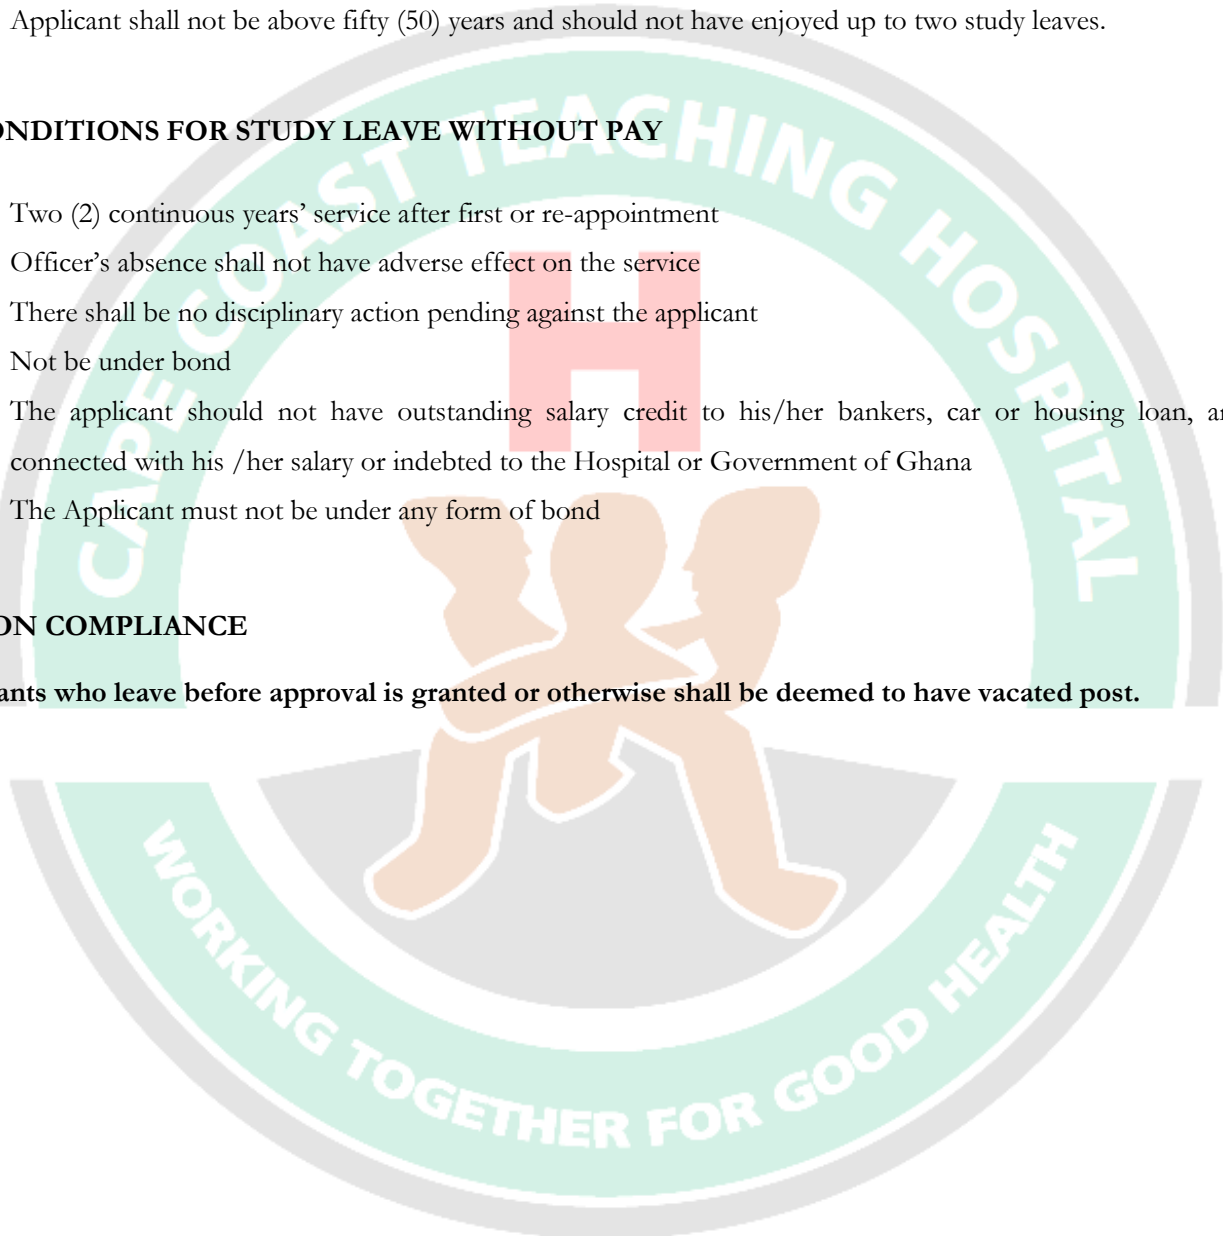 Applicant shall not be above fifty (50) years and should not have enjoyed up to two study leaves.
ONDITIONS FOR STUDY LEAVE WITHOUT PAY
Two (2) continuous years’ service after first or re-appointment
Officer’s absence shall not have adverse effect on the service
There shall be no disciplinary action pending against the applicant
Not be under bond
The applicant should not have outstanding salary credit to his/her bankers, car or housing loan,
connected with his /her salary or indebted to the Hospital or Government of Ghana
The Applicant must not be under any form of bond
ON COMPLIANCE
ants who leave before approval is granted or otherwise shall be deemed to have vacated post.
CAPE COAST TEACHING HOSPITAL
H
WORKING TOGETHER FOR GOOD HEALTH